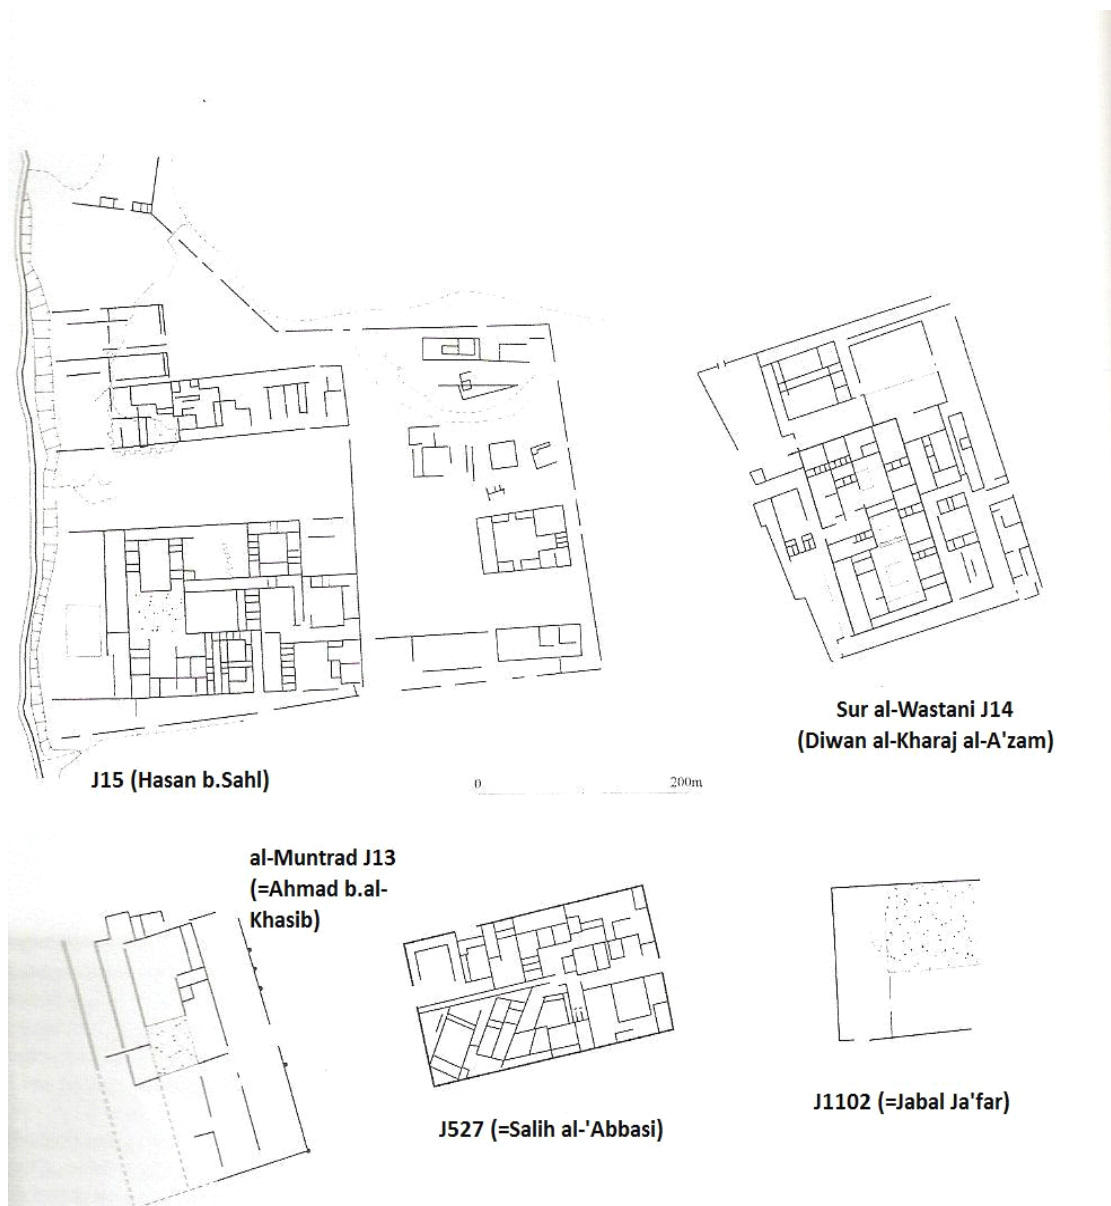 Sur al-Wastani J14
(Diwan al-Kharaj al-A'zam)
J15 (Hasan b.Sahl)
0 200m
al-Muntrad J13
(=Ahmad b.al-
Khasib)
J527 (=Salih al-'Abbasi)
J1102 (=Jabal Ja'far)